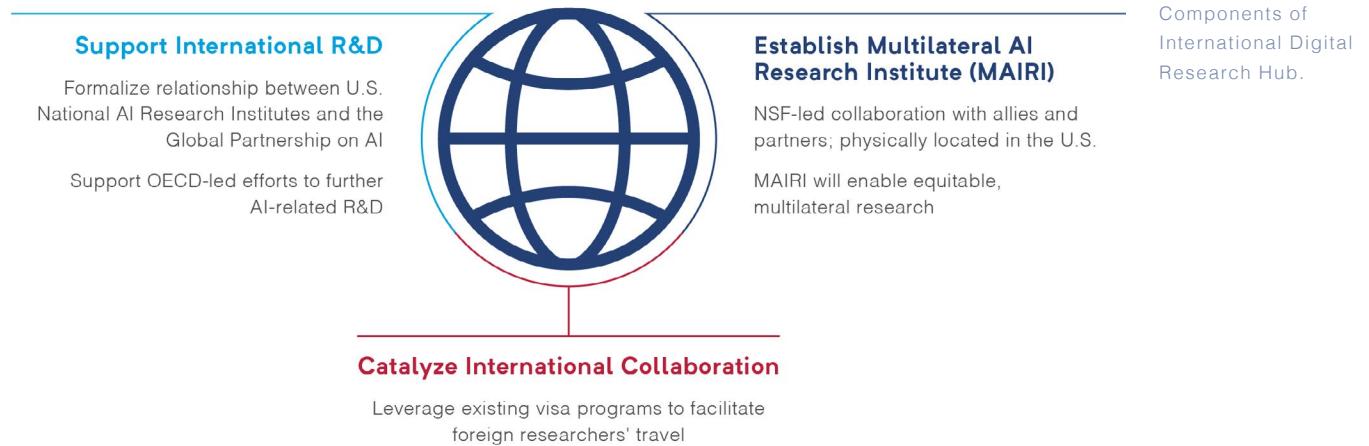 Support International R&D
Formalize relationship between U.S.
National AI Research Institutes and the
Global Partnership on AI
Support OECD-led efforts to further
AI-related R&D
Establish Multilateral AI
Research Institute (MAIRI)
NSF-led collaboration with allies and
partners; physically located in the U.S.
MAIRI will enable equitable,
multilateral research
Components of
International Digital
Research Hub.
Catalyze International Collaboration
Leverage existing visa programs to facilitate
foreign researchers' travel